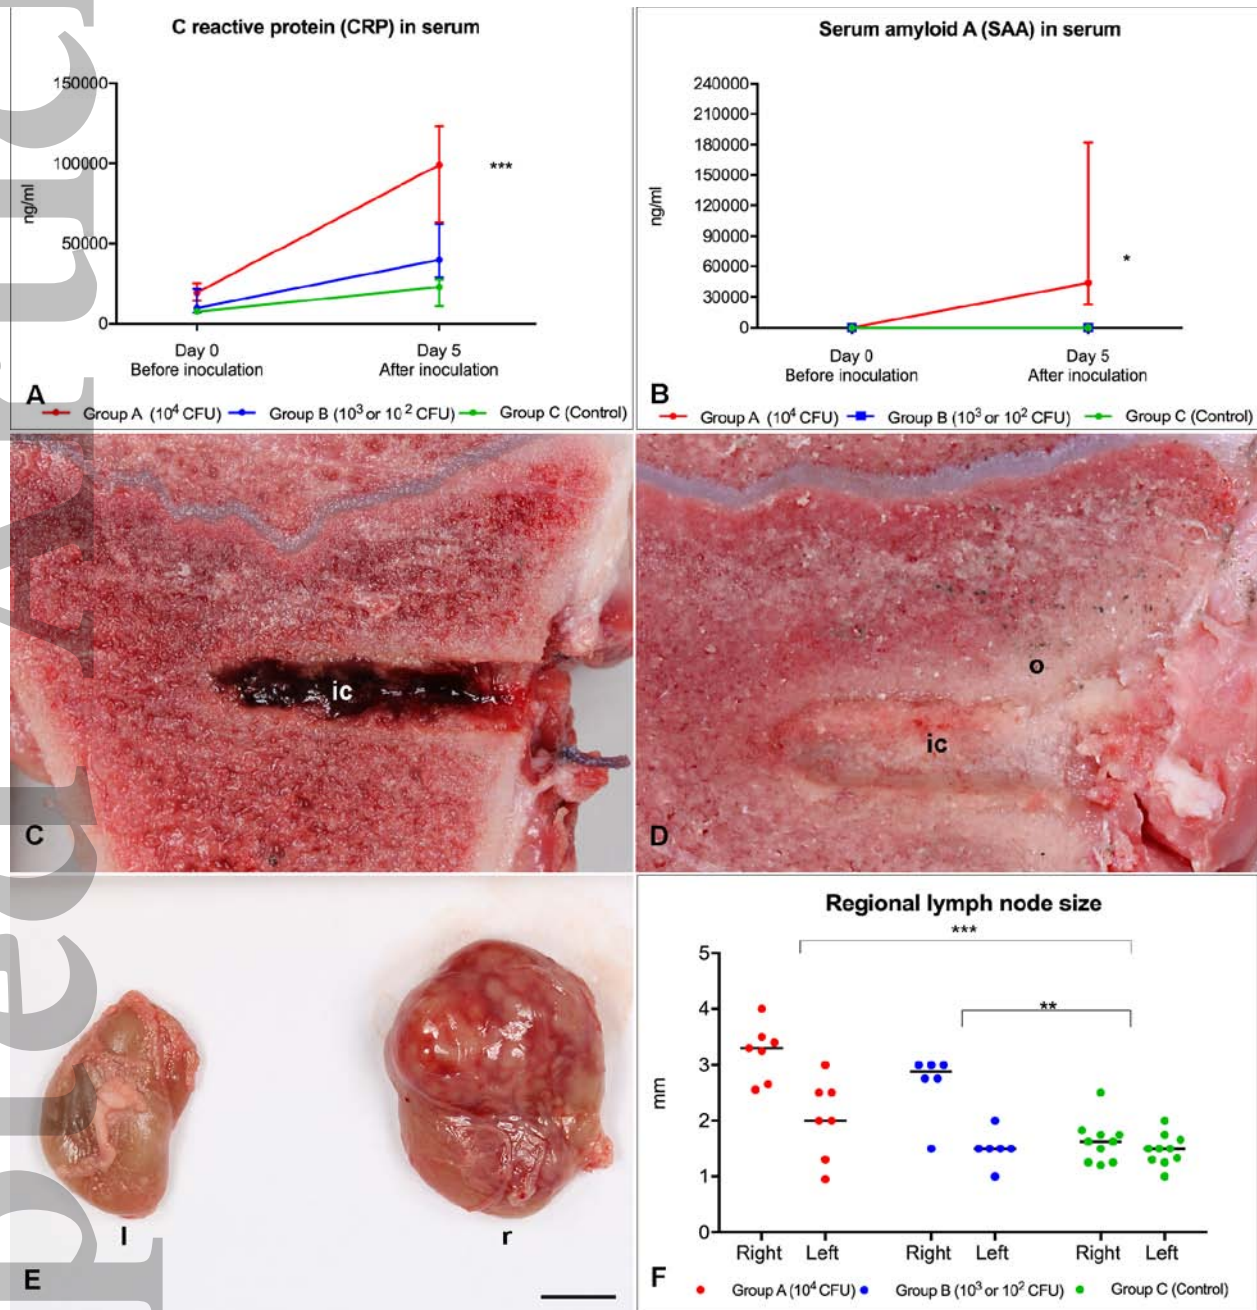 C reactive protein (CRP) in serum
150000
100000
50000
0
ng/ml
***
Day 0
Before inoculation
Day 5
After inoculation
A
Group A (10⁴ CFU)
Group B (10³ or 10² CFU)
Group C (Control)
Serum amyloid A (SAA) in serum
240000
210000
180000
150000
120000
90000
60000
30000
0
ng/ml
*
Day 0
Before inoculation
Day 5
After inoculation
B
Group A (10⁴ CFU)
Group B (10³ or 10² CFU)
Group C (Control)
ic
C
o
ic
D
l
r
E
Regional lymph node size
***
**
5
4
3
2
1
0
mm
Right
Left
Right
Left
Right
Left
F
Group A (10⁴ CFU)
Group B (10³ or 10² CFU)
Group C (Control)